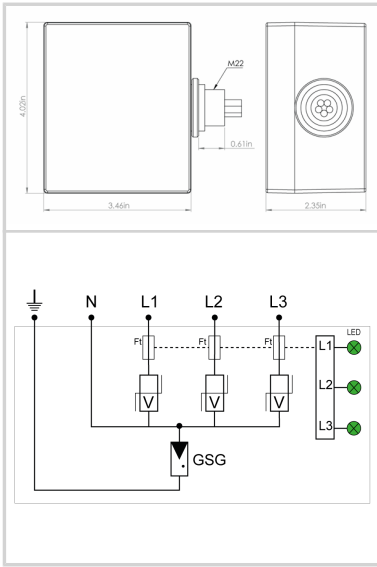 M22
4.02in
0.61in
3.46in
2.35in
N L1 L2 L3
LED
Ft Ft Ft L1
L2
V V V
L3
GSG